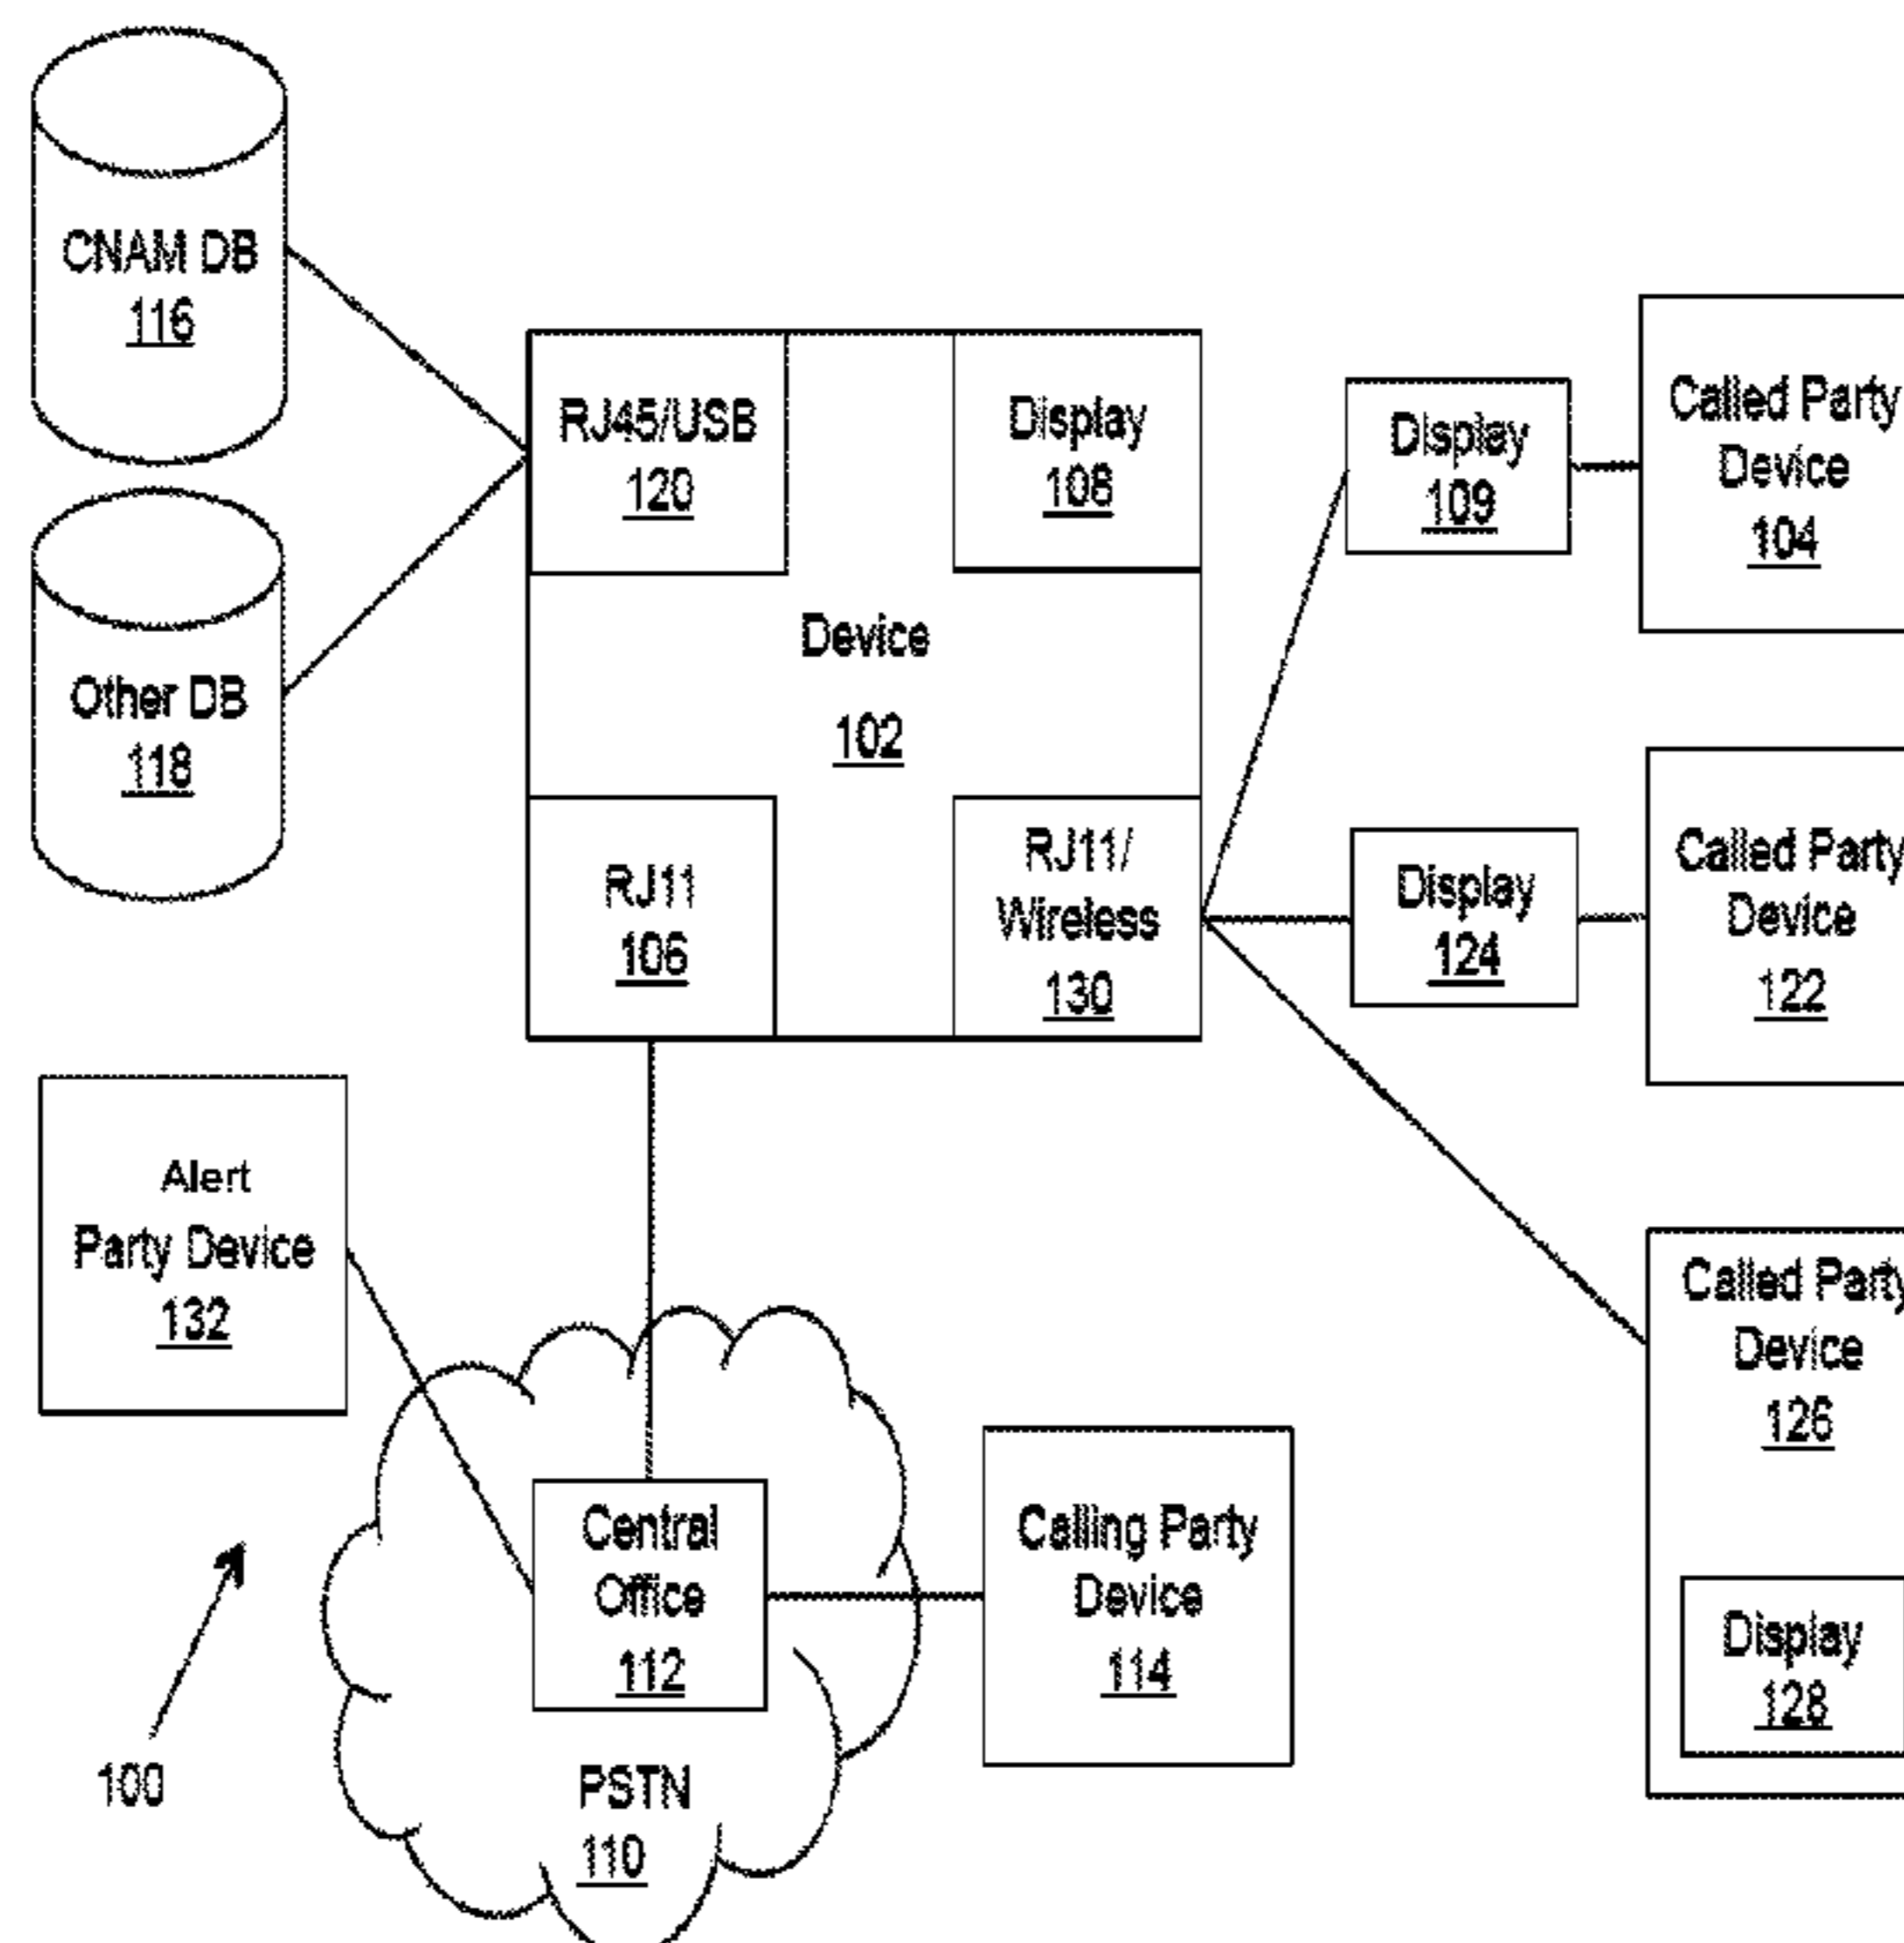 CNAM DB
116
Other DB
118
RJ45/USB
120
Display
108
Device
102
RJ11
106
RJ11/
Wireless
130
Display
109
Called Party
Device
104
Display
124
Called Party
Device
122
Called Party
Device
126
Display
128
Alert
Party Device
132
Central
Office
112
Calling Party
Device
114
PSTN
110
100